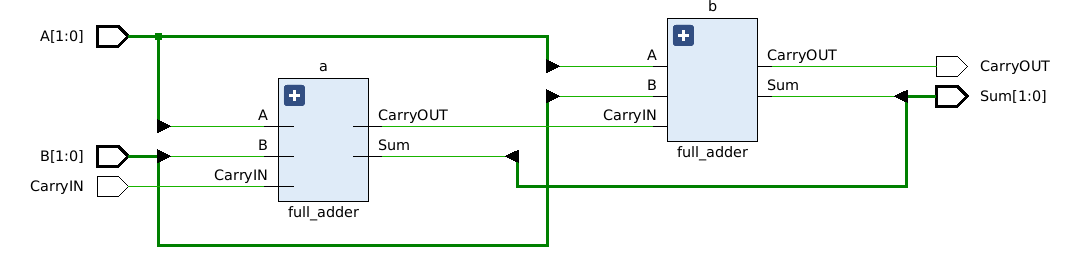 b
A[1:0]
A
CarryOUT
CarryOUT
a
B
Sum
Sum[1:0]
A
CarryOUT
CarryIN
B
Sum
full_adder
B[1:0]
CarryIN
CarryIN
full_adder